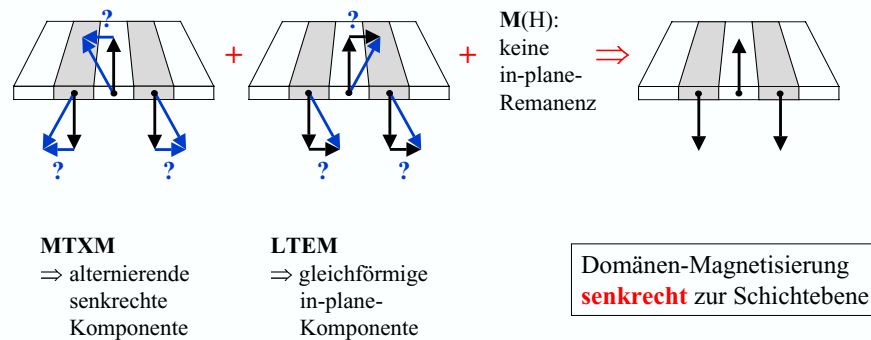 ?
?
?
+
?
?
?
+
M(H):
keine
in-plane-
Remanenz
⇒
MTXM
⇒ alternierende
senkrechte
Komponente
LTEM
⇒ gleichförmige
in-plane-
Komponente
Domänen-Magnetisierung
senkrecht zur Schichtebene